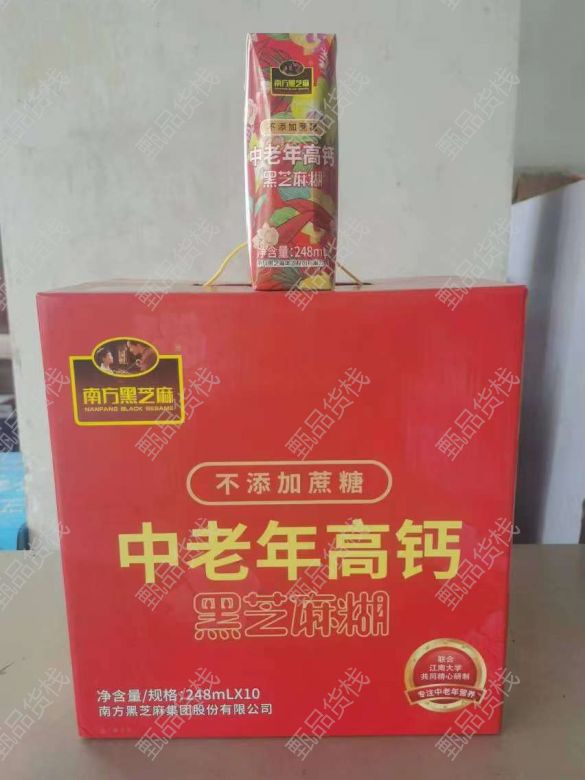 南方黑芝麻
不添加蔗糖
中老年高钙
黑芝麻糊
净含量:248mL
南方黑芝麻
NANFANG BLACK SESAME
不添加蔗糖
中老年高钙
黑芝麻糊
联合
江南大学
共同精心研制
专注中老年营养
净含量/规格:248mLX10
南方黑芝麻集团股份有限公司
甄品货栈